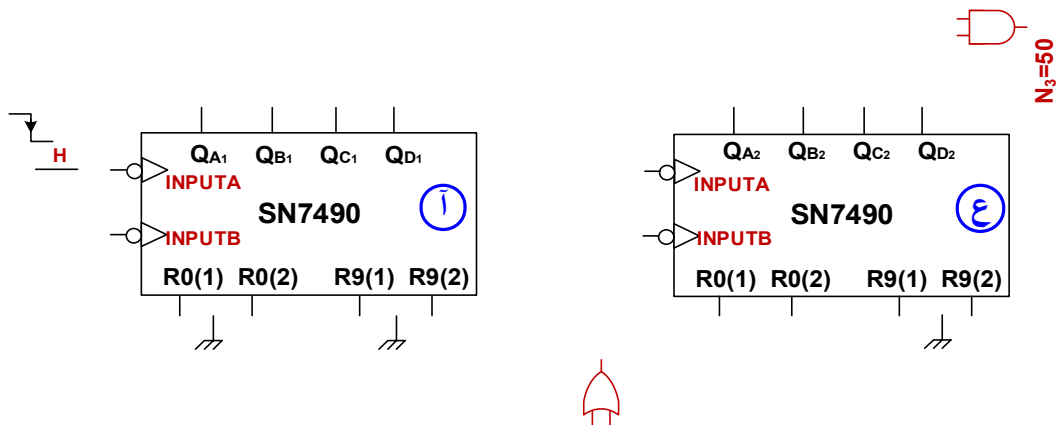 N₃=50
H
QA1 QB1 QC1 QD1
INPUTA
SN7490
آ
INPUTB
R0(1) R0(2) R9(1) R9(2)
QA2 QB2 QC2 QD2
INPUTA
SN7490
ع
INPUTB
R0(1) R0(2) R9(1) R9(2)